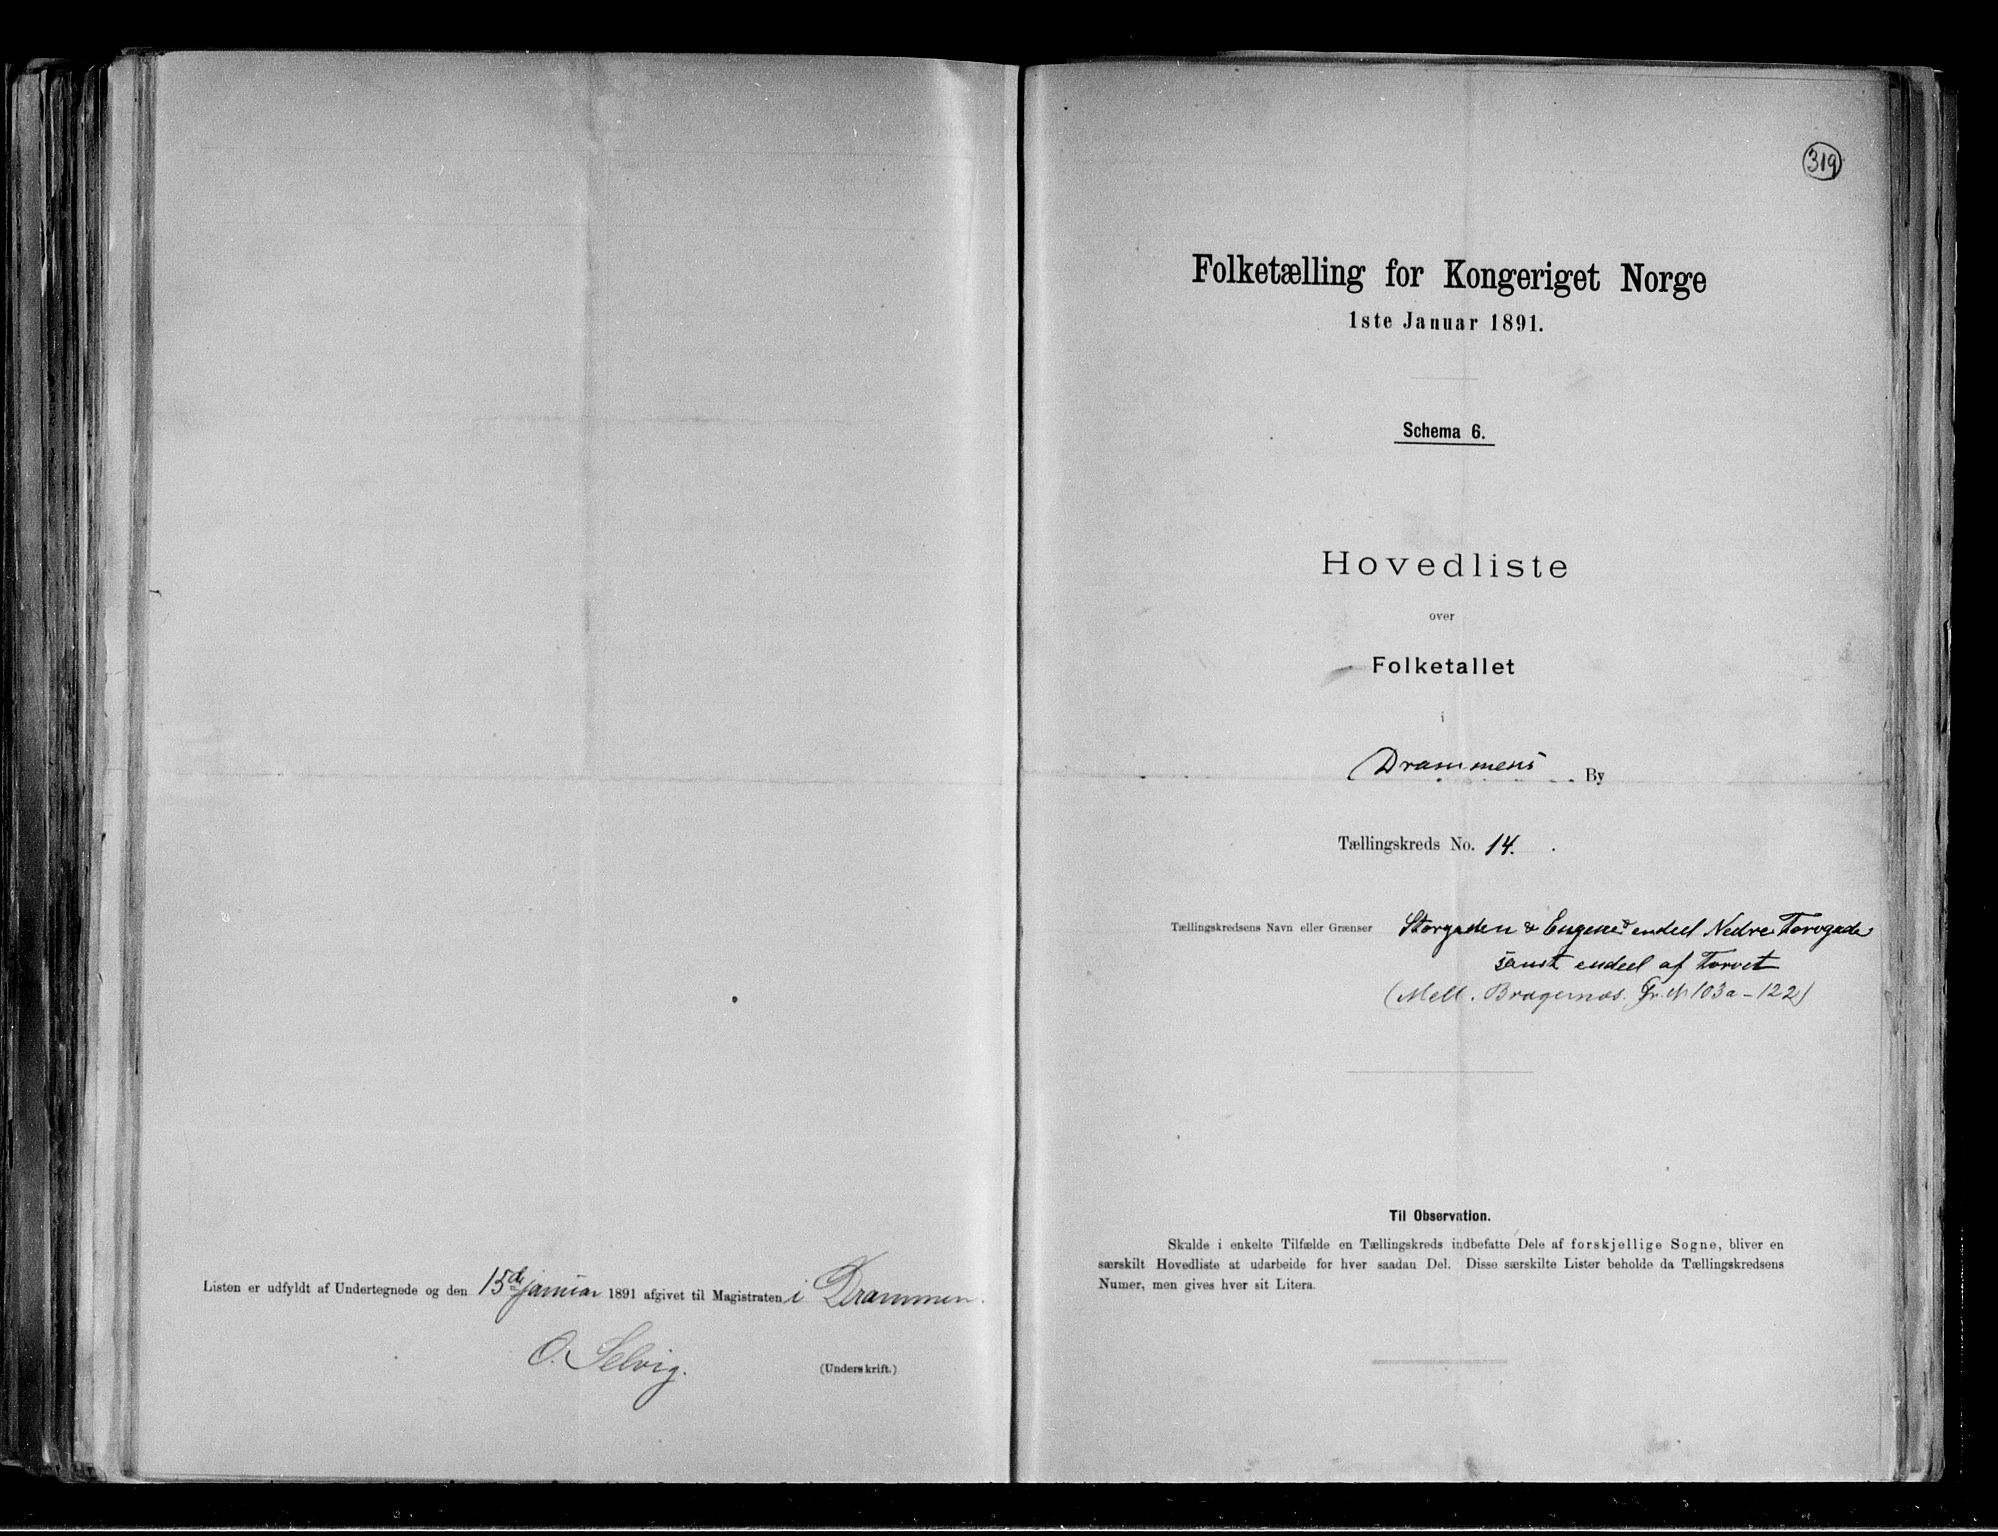 Listen er udfyldt af Undertegnede og den 15de januar 1891 afgivet til Magistraten i Drammen.
O. Selvig.
(Underskrift.)
319
Folketælling for Kongeriget Norge
1ste Januar 1891.
Schema 6.
Hovedliste
over
Folketallet
i
Drammens By
Tællingskreds No. 14.
Tællingskredsens Navn eller Grænser Storgaden & Engene & endeel Nedre Torvgade
samt endeel af Torvet
(Mell. Bragernæs. Gr. № 103a - 122)
Til Observation.
Skulde i enkelte Tilfælde en Tællingskreds indbefatte Dele af forskjellige Sogne, bliver en
særskilt Hovedliste at udarbeide for hver saadan Del. Disse særskilte Lister beholde da Tællingskredsens
Numer, men gives hver sit Litera.